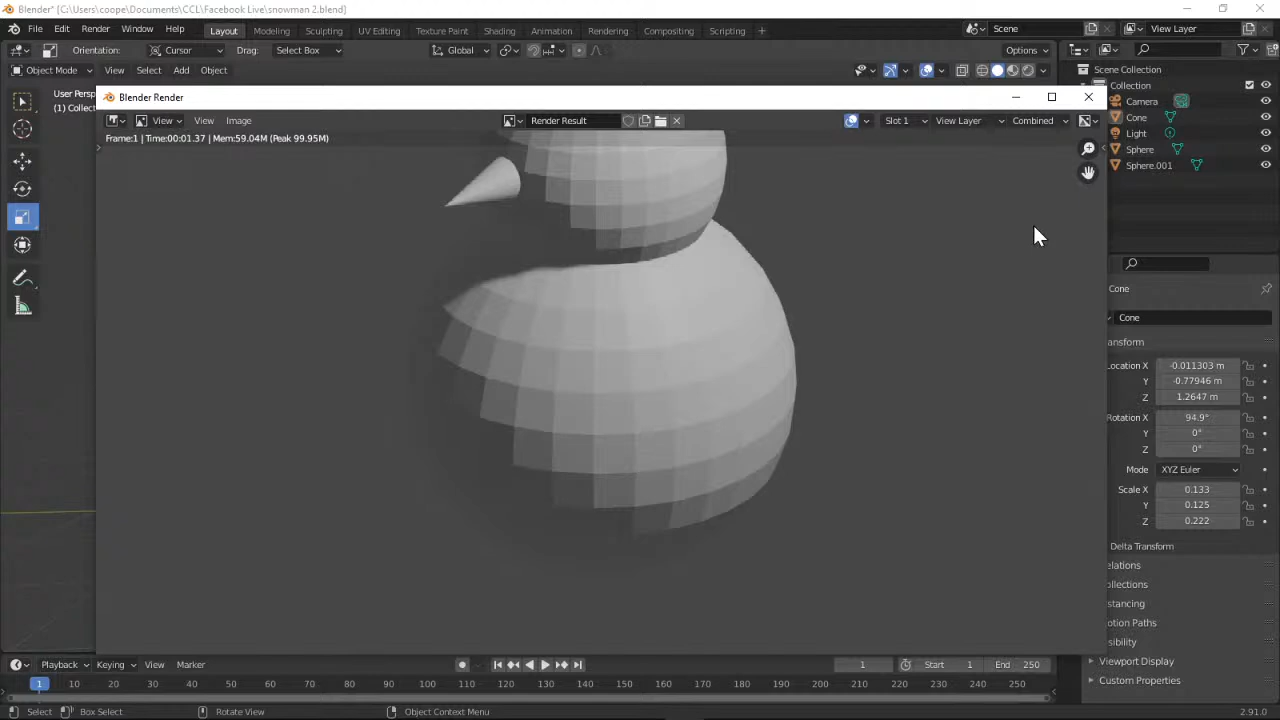 Blender* [C:\Users\coope\Documents\CCL\Facebook Live\snowman 2.blend]
File Edit Render Window Help Layout Modeling Sculpting UV Editing Texture Paint Shading Animation Rendering Compositing Scripting + Scene View Layer
Orientation: Cursor Drag: Select Box Global Options
Object Mode View Select Add Object
User Persp
(1) Collect
Scene Collection
Collection
Camera
Cone
Light
Sphere
Sphere.001
Blender Render
View View Image Render Result Slot 1 View Layer Combined
Frame:1 | Time:00:01.37 | Mem:59.04M (Peak 99.95M)
Cone
Cone
ansform
ocation X -0.011303 m
Y -0.77946 m
Z 1.2647 m
Rotation X 94.9°
Y 0°
Z 0°
Mode XYZ Euler
Scale X 0.133
Y 0.125
Z 0.222
Delta Transform
elations
ollections
stancing
otion Paths
isibility
Viewport Display
Custom Properties
Playback Keying View Marker 1 Start 1 End 250
1 10 20 30 40 50 60 70 80 90 100 110 120 130 140 150 160 170 180 190 200 210 220 230 240 250
Select Box Select Rotate View Object Context Menu 2.91.0